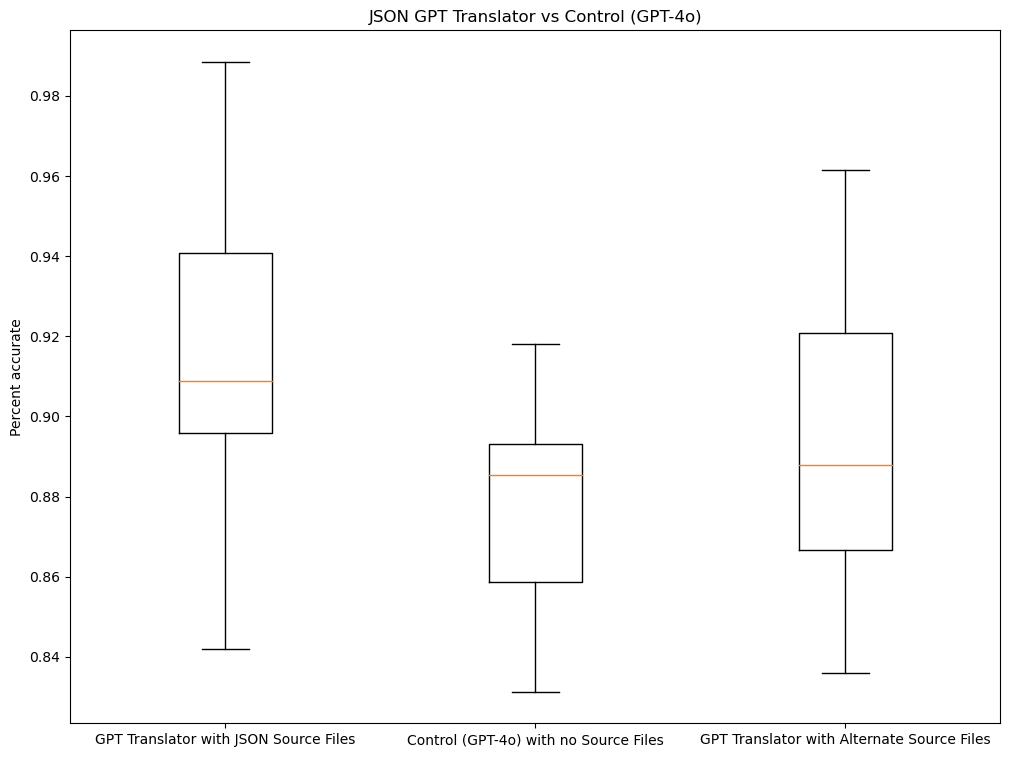 JSON GPT Translator vs Control (GPT-4o)
Percent accurate
0.98
0.96
0.94
0.92
0.90
0.88
0.86
0.84
GPT Translator with JSON Source Files
Control (GPT-4o) with no Source Files
GPT Translator with Alternate Source Files